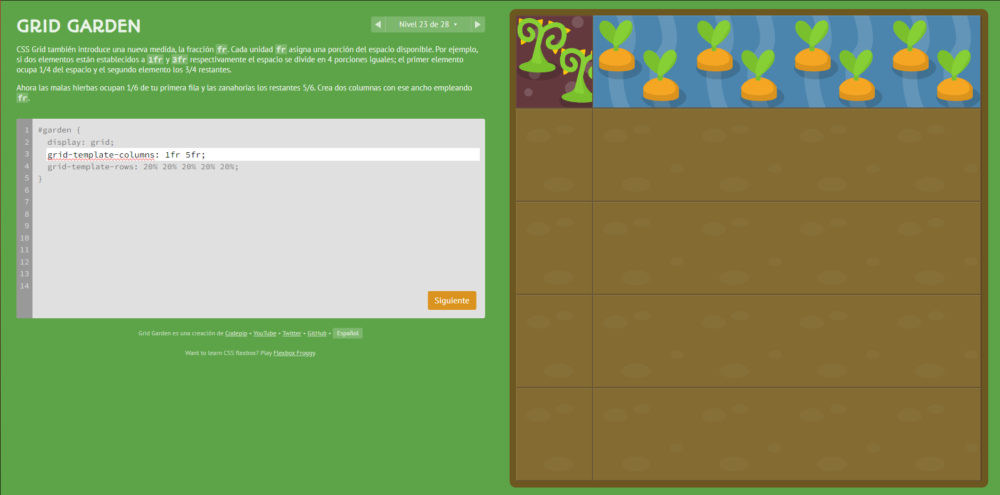 GRID GARDEN
◀ Nivel 23 de 28 ▾ ▶
CSS Grid también introduce una nueva medida, la fracción fr. Cada unidad fr asigna una porción del espacio disponible. Por ejemplo,
si dos elementos están establecidos a 1fr y 3fr respectivamente el espacio se divide en 4 porciones iguales; el primer elemento
ocupa 1/4 del espacio y el segundo elemento los 3/4 restantes.
Ahora las malas hierbas ocupan 1/6 de tu primera fila y las zanahorias los restantes 5/6. Crea dos columnas con ese ancho empleando
fr.
1 #garden {
2 display: grid;
3 grid-template-columns: 1fr 5fr;
4 grid-template-rows: 20% 20% 20% 20% 20%;
5 }
6
7
8
9
10
11
12
13
14
Siguiente
Grid Garden es una creación de Codepip • YouTube • Twitter • GitHub • Español
Want to learn CSS flexbox? Play Flexbox Froggy.